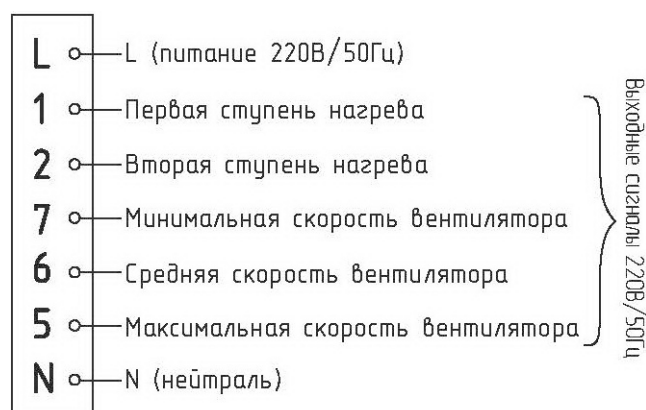 L L (питание 220В/50Гц)
1 Первая ступень нагрева
2 Вторая ступень нагрева
7 Минимальная скорость вентилятора
6 Средняя скорость вентилятора
5 Максимальная скорость вентилятора
N N (нейтраль)
Выходные сигналы 220В/50Гц